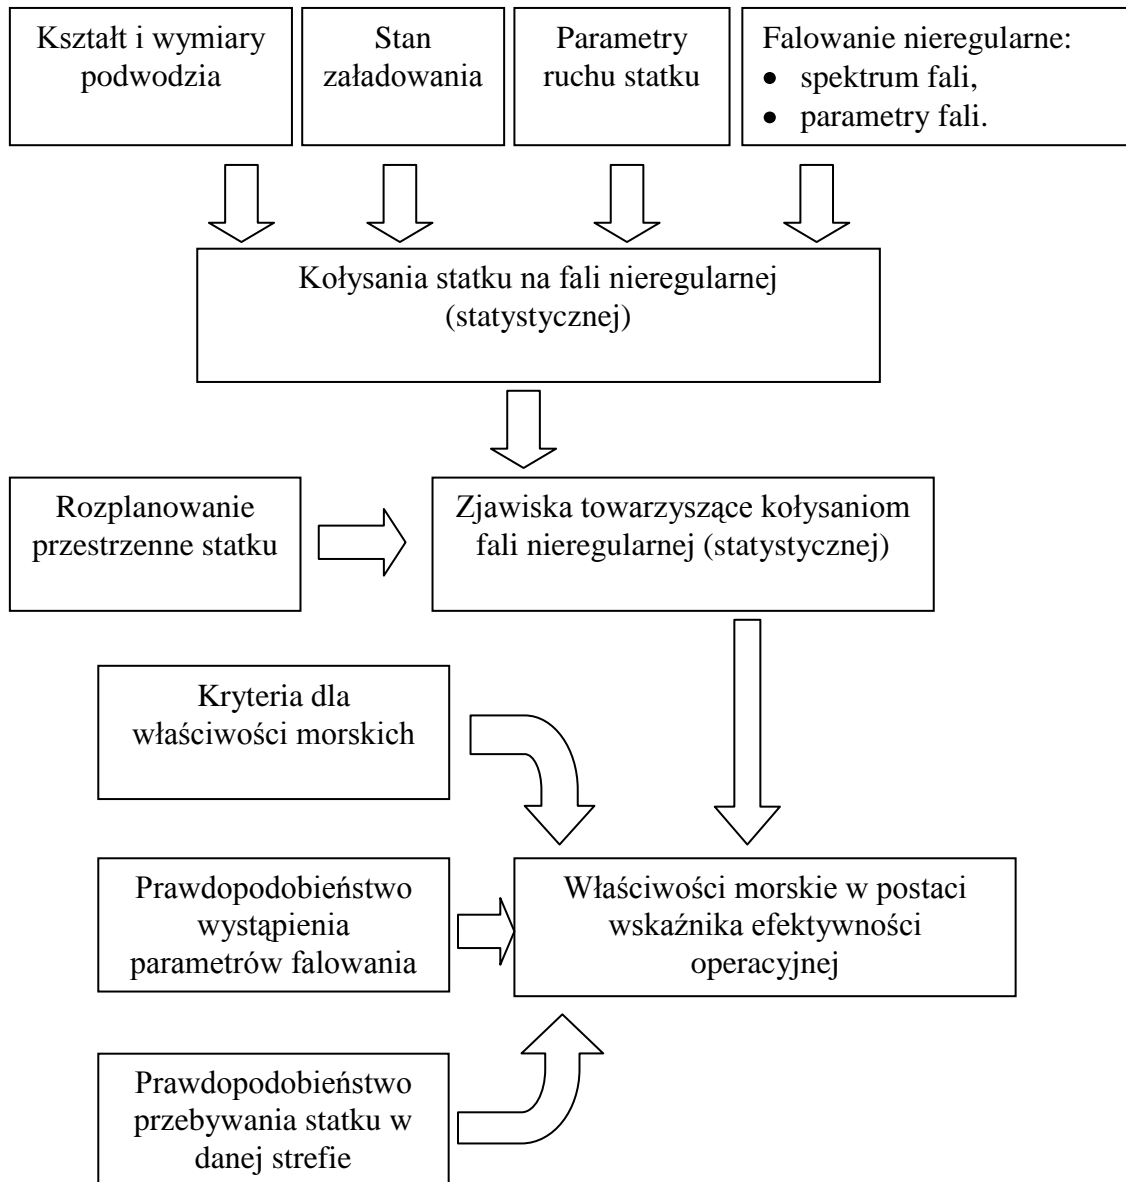 Kształt i wymiary
podwodzia
Stan
załadowania
Parametry
ruchu statku
Falowanie nieregularne:
• spektrum fali,
• parametry fali.
Kołysania statku na fali nieregularnej
(statystycznej)
Rozplanowanie
przestrzenne statku
Zjawiska towarzyszące kołysaniom
fali nieregularnej (statystycznej)
Kryteria dla
właściwości morskich
Prawdopodobieństwo
wystąpienia
parametrów falowania
Właściwości morskie w postaci
wskaźnika efektywności
operacyjnej
Prawdopodobieństwo
przebywania statku w
danej strefie